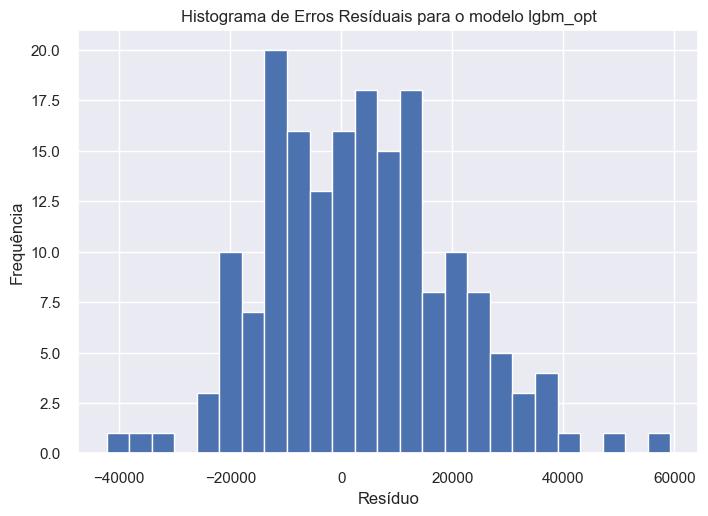 Histograma de Erros Resíduais para o modelo lgbm_opt
20.0
17.5
15.0
12.5
10.0
7.5
5.0
2.5
0.0
Frequência
−40000 −20000 0 20000 40000 60000
Resíduo